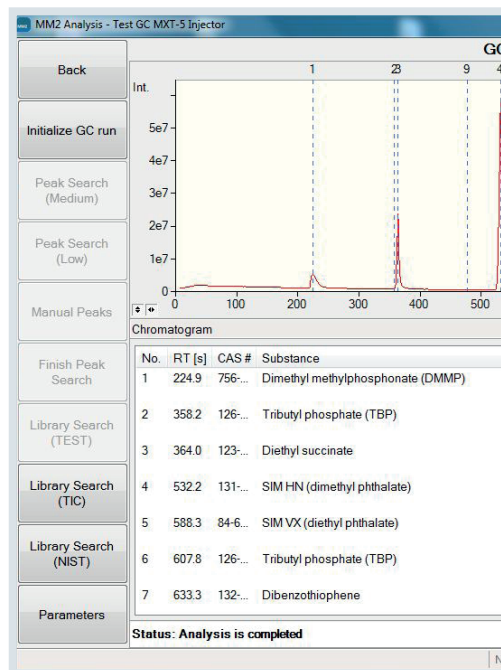 MM2 Analysis - Test GC MXT-5 Injector
GC
Back
Initialize GC run
Peak Search
(Medium)
Peak Search
(Low)
Manual Peaks
Finish Peak
Search
Library Search
(TEST)
Library Search
(TIC)
Library Search
(NIST)
Parameters
1 2 3 9 4
Int.
5e7
4e7
3e7
2e7
1e7
0
0 100 200 300 400 500
Chromatogram
No. RT [s] CAS # Substance
1 224.9 756-... Dimethyl methylphosphonate (DMMP)
2 358.2 126-... Tributyl phosphate (TBP)
3 364.0 123-... Diethyl succinate
4 532.2 131-... SIM HN (dimethyl phthalate)
5 588.3 84-6... SIM VX (diethyl phthalate)
6 607.8 126-... Tributyl phosphate (TBP)
7 633.3 132-... Dibenzothiophene
Status: Analysis is completed